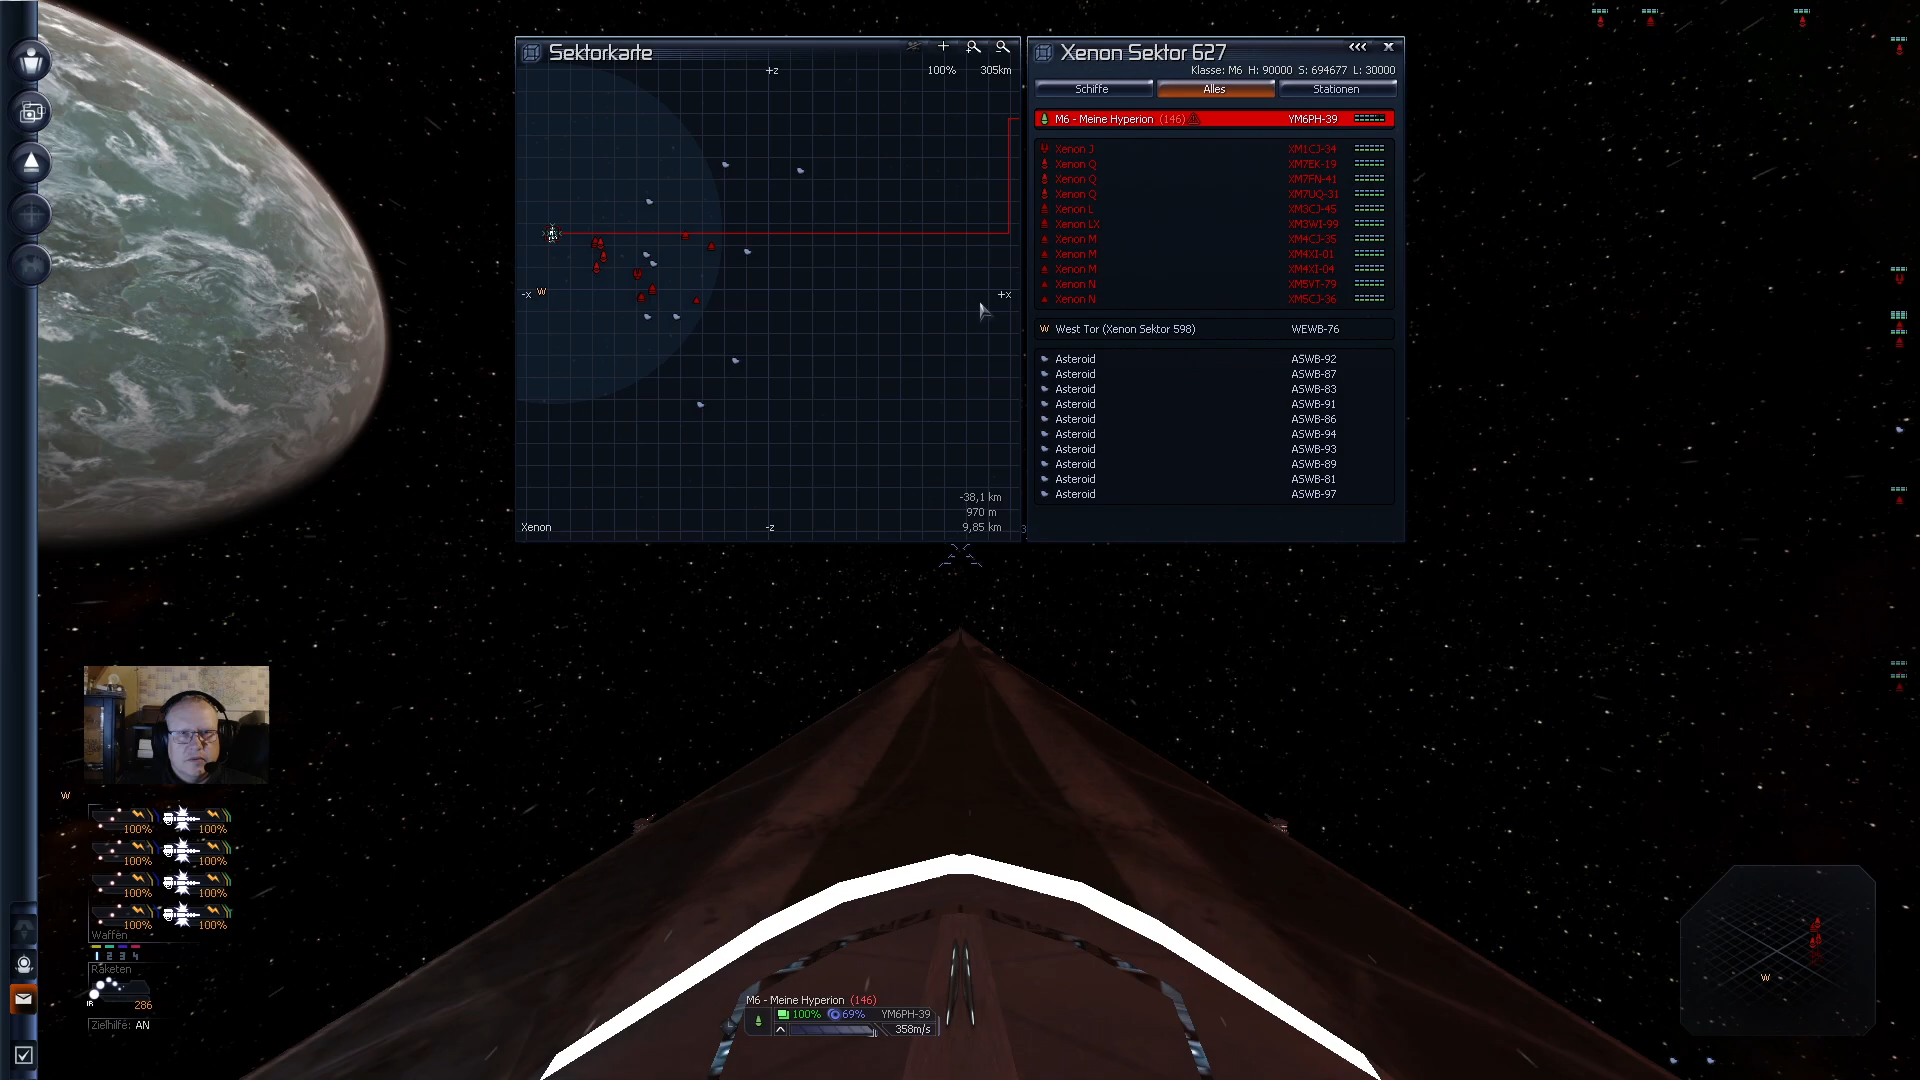 Sektorkarte
100% 305km
+z
-x W +x
-38,1 km
970 m
9,85 km
Xenon -z
Xenon Sektor 627
Klasse: M6 H: 90000 S: 694677 L: 30000
Schiffe Alles Stationen
M6 - Meine Hyperion (146) YM6PH-39
Xenon J XM1CJ-34
Xenon Q XM7EK-19
Xenon Q XM7FN-41
Xenon Q XM7UQ-31
Xenon L XM3CJ-45
Xenon LX XM3WI-99
Xenon M XM4CJ-35
Xenon M XM4XI-01
Xenon M XM4XI-04
Xenon N XM5VT-79
Xenon N XM5CJ-36
W West Tor (Xenon Sektor 598) WEWB-76
Asteroid ASWB-92
Asteroid ASWB-87
Asteroid ASWB-83
Asteroid ASWB-91
Asteroid ASWB-86
Asteroid ASWB-94
Asteroid ASWB-93
Asteroid ASWB-89
Asteroid ASWB-81
Asteroid ASWB-97
W
100% 100%
100% 100%
100% 100%
100% 100%
Waffen
1 2 3 4
Raketen
IR
286
Zielhilfe: AN
M6 - Meine Hyperion (146)
100% 69% YM6PH-39
358m/s
W